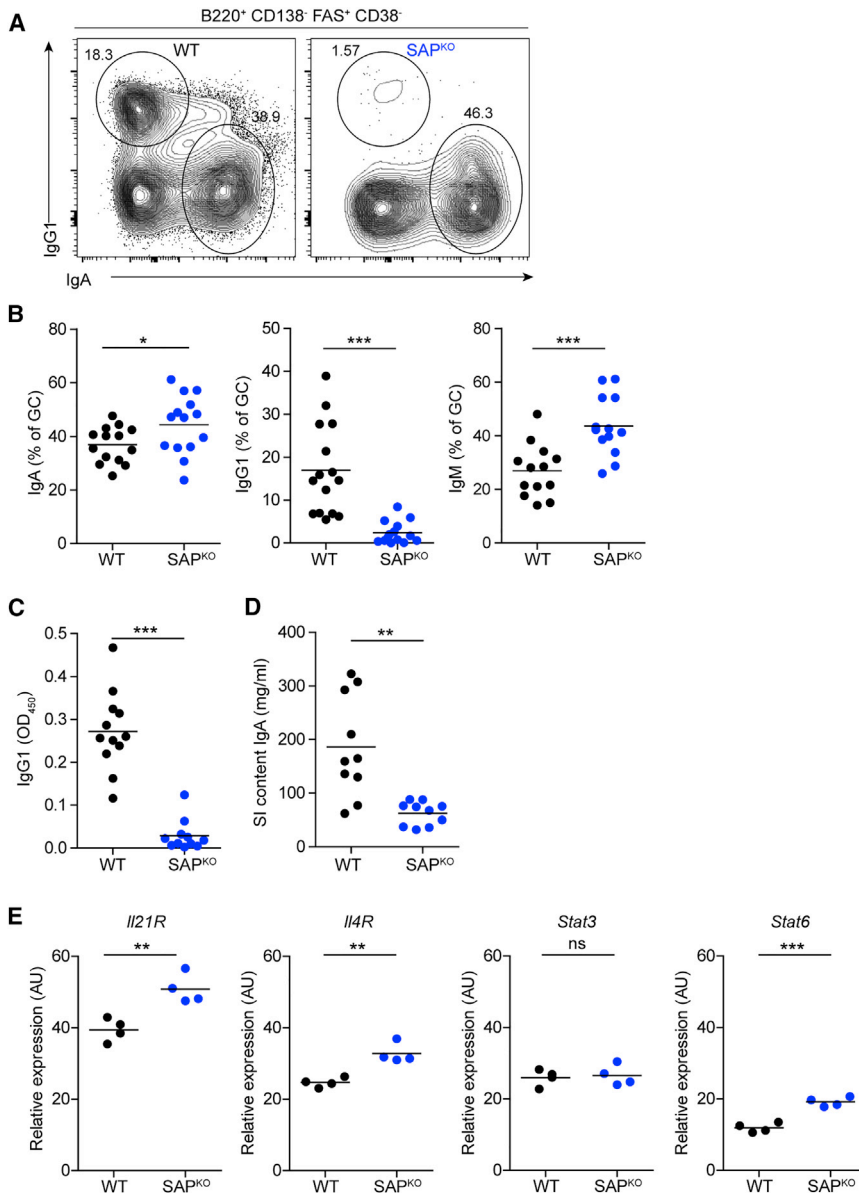 A
B220⁺ CD138⁻ FAS⁺ CD38⁻
WT
SAPᴷᴼ
18.3
38.9
1.57
46.3
IgG1
IgA
B
IgA (% of GC)
80
60
40
20
0
*
WT
SAPᴷᴼ
IgG1 (% of GC)
50
40
30
20
10
0
***
WT
SAPᴷᴼ
IgM (% of GC)
80
60
40
20
0
***
WT
SAPᴷᴼ
C
IgG1 (OD₄₅₀)
0.5
0.4
0.3
0.2
0.1
0.0
***
WT
SAPᴷᴼ
D
SI content IgA (mg/ml)
400
300
200
100
0
**
WT
SAPᴷᴼ
E
Il21R
Relative expression (AU)
60
40
20
0
**
WT
SAPᴷᴼ
Il4R
Relative expression (AU)
60
40
20
0
**
WT
SAPᴷᴼ
Stat3
Relative expression (AU)
60
40
20
0
ns
WT
SAPᴷᴼ
Stat6
Relative expression (AU)
60
40
20
0
***
WT
SAPᴷᴼ